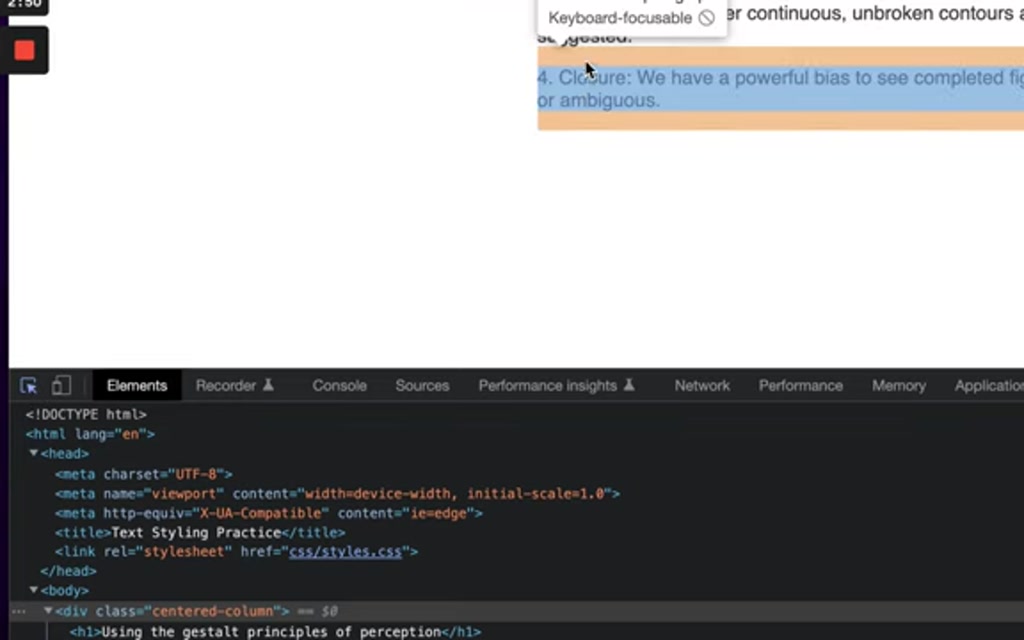 2:50
Keyboard-focusable
er continuous, unbroken contours a
suggested.
4. Closure: We have a powerful bias to see completed fig
or ambiguous.
Elements Recorder Console Sources Performance insights Network Performance Memory Application
<!DOCTYPE html>
<html lang="en">
▼<head>
<meta charset="UTF-8">
<meta name="viewport" content="width=device-width, initial-scale=1.0">
<meta http-equiv="X-UA-Compatible" content="ie=edge">
<title>Text Styling Practice</title>
<link rel="stylesheet" href="css/styles.css">
</head>
▼<body>
… ▼<div class="centered-column"> == $0
<h1>Using the gestalt principles of perception</h1>